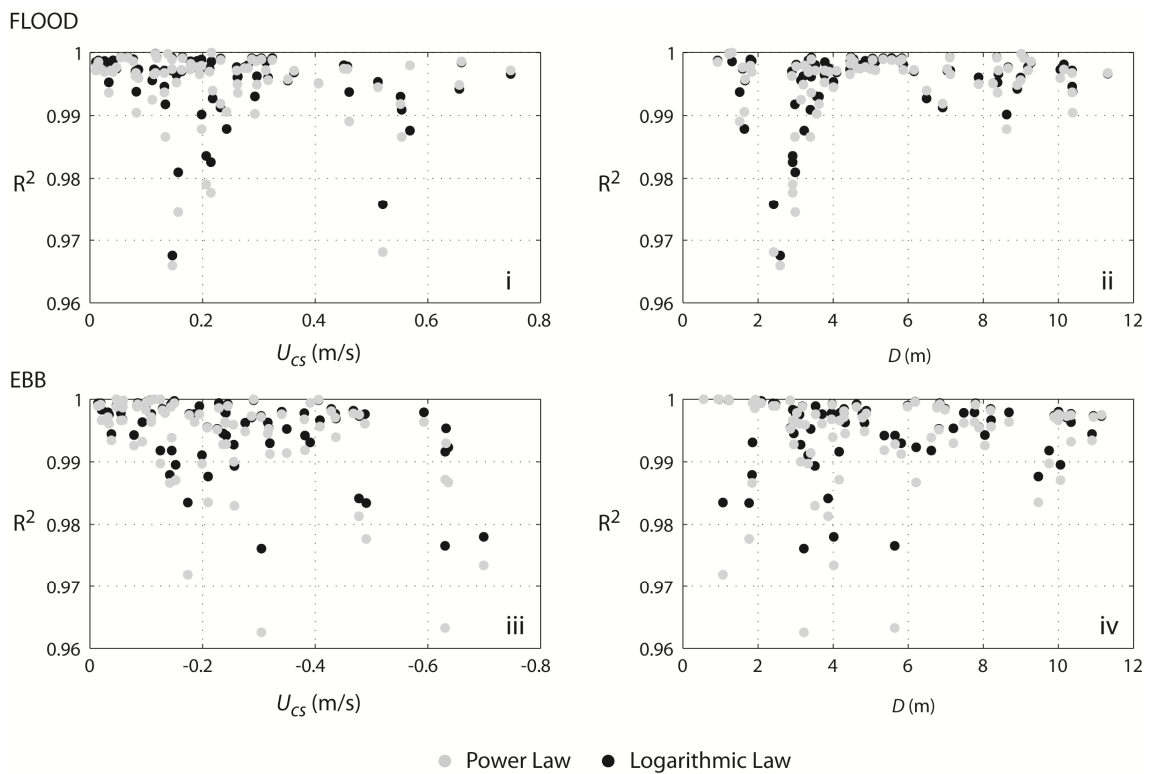 FLOOD
1
0.99
0.98
0.97
0.96
R2
i
0 0.2 0.4 0.6 0.8
Ucs (m/s)
1
0.99
0.98
0.97
0.96
R2
ii
0 2 4 6 8 10 12
D (m)
EBB
1
0.99
0.98
0.97
0.96
R2
iii
0 -0.2 -0.4 -0.6 -0.8
Ucs (m/s)
1
0.99
0.98
0.97
0.96
R2
iv
0 2 4 6 8 10 12
D (m)
Power Law Logarithmic Law